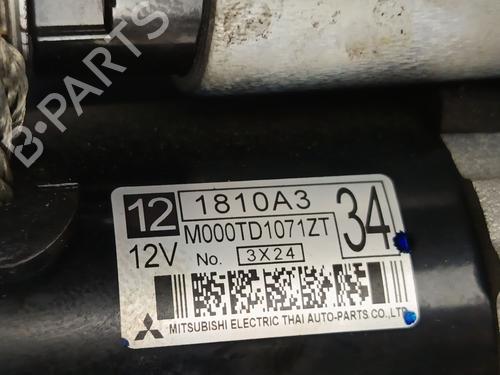 12
1810A3
34
M000TD1071ZT
12V
No. 3X24
MITSUBISHI ELECTRIC THAI AUTO-PARTS CO.,LTD.
B-PARTS